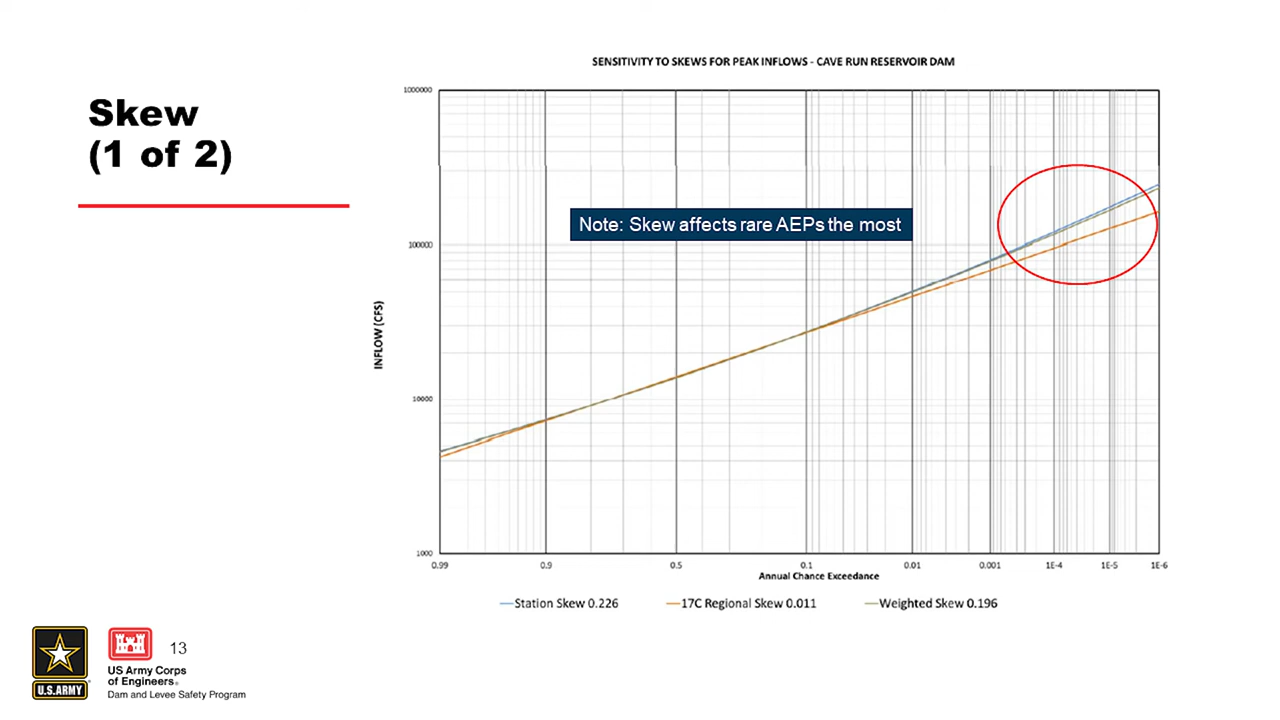 Skew
(1 of 2)
SENSITIVITY TO SKEWS FOR PEAK INFLOWS - CAVE RUN RESERVOIR DAM
1000000
100000
10000
1000
INFLOW (CFS)
Note: Skew affects rare AEPs the most
0.99 0.9 0.5 0.1 0.01 0.001 1E-4 1E-5 1E-6
Annual Chance Exceedance
Station Skew 0.226 17C Regional Skew 0.011 Weighted Skew 0.196
U.S.ARMY
US Army Corps
of Engineers®
Dam and Levee Safety Program
13